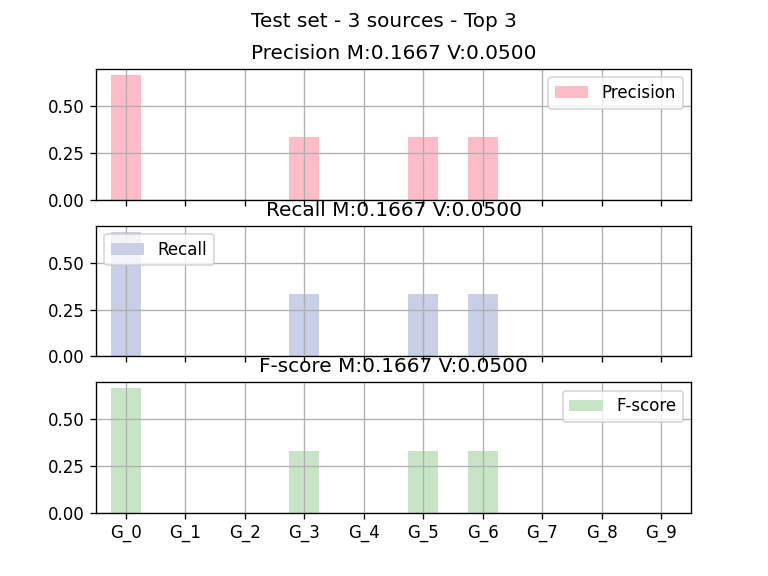 Test set - 3 sources - Top 3
Precision M:0.1667 V:0.0500
0.50
0.25
0.00
Precision
Recall M:0.1667 V:0.0500
0.50
0.25
0.00
Recall
F-score M:0.1667 V:0.0500
0.50
0.25
0.00
F-score
G_0 G_1 G_2 G_3 G_4 G_5 G_6 G_7 G_8 G_9